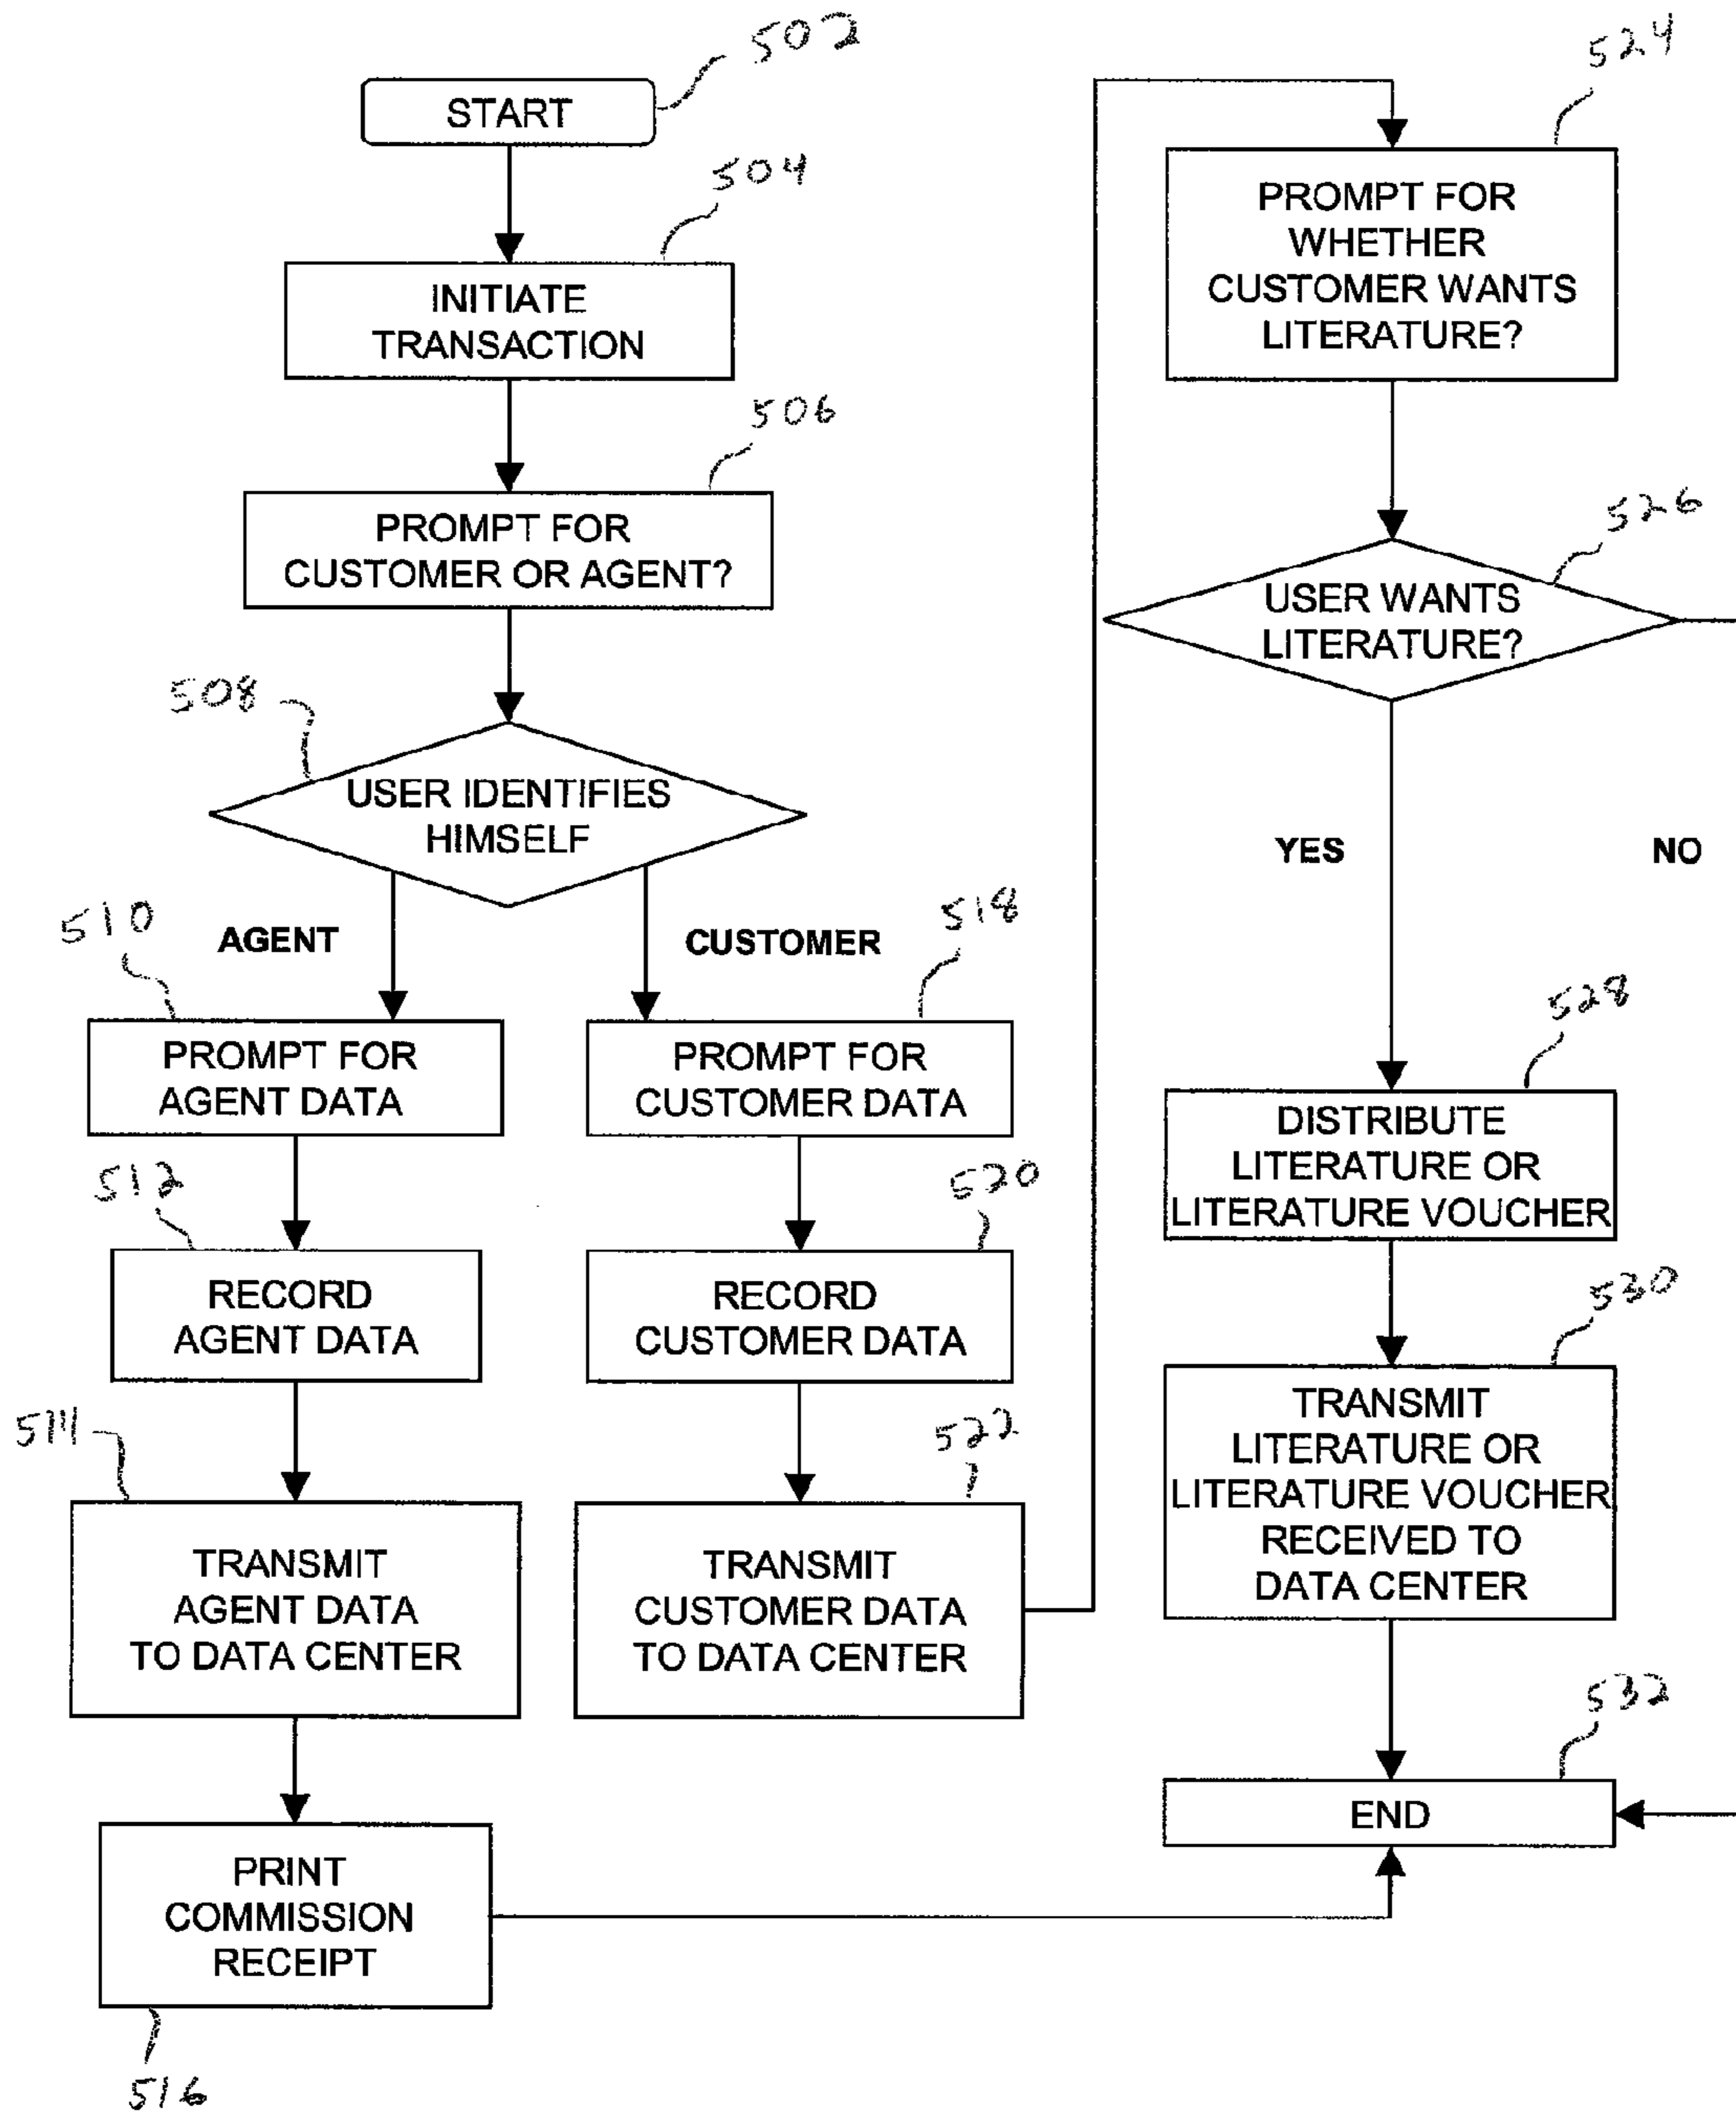 502
START
504
INITIATE
TRANSACTION
506
PROMPT FOR
CUSTOMER OR AGENT?
508
USER IDENTIFIES
HIMSELF
510
AGENT
CUSTOMER
518
PROMPT FOR
AGENT DATA
PROMPT FOR
CUSTOMER DATA
512
520
RECORD
AGENT DATA
RECORD
CUSTOMER DATA
514
522
TRANSMIT
AGENT DATA
TO DATA CENTER
TRANSMIT
CUSTOMER DATA
TO DATA CENTER
PRINT
COMMISSION
RECEIPT
516
524
PROMPT FOR
WHETHER
CUSTOMER WANTS
LITERATURE?
526
USER WANTS
LITERATURE?
YES
NO
528
DISTRIBUTE
LITERATURE OR
LITERATURE VOUCHER
530
TRANSMIT
LITERATURE OR
LITERATURE VOUCHER
RECEIVED TO
DATA CENTER
532
END